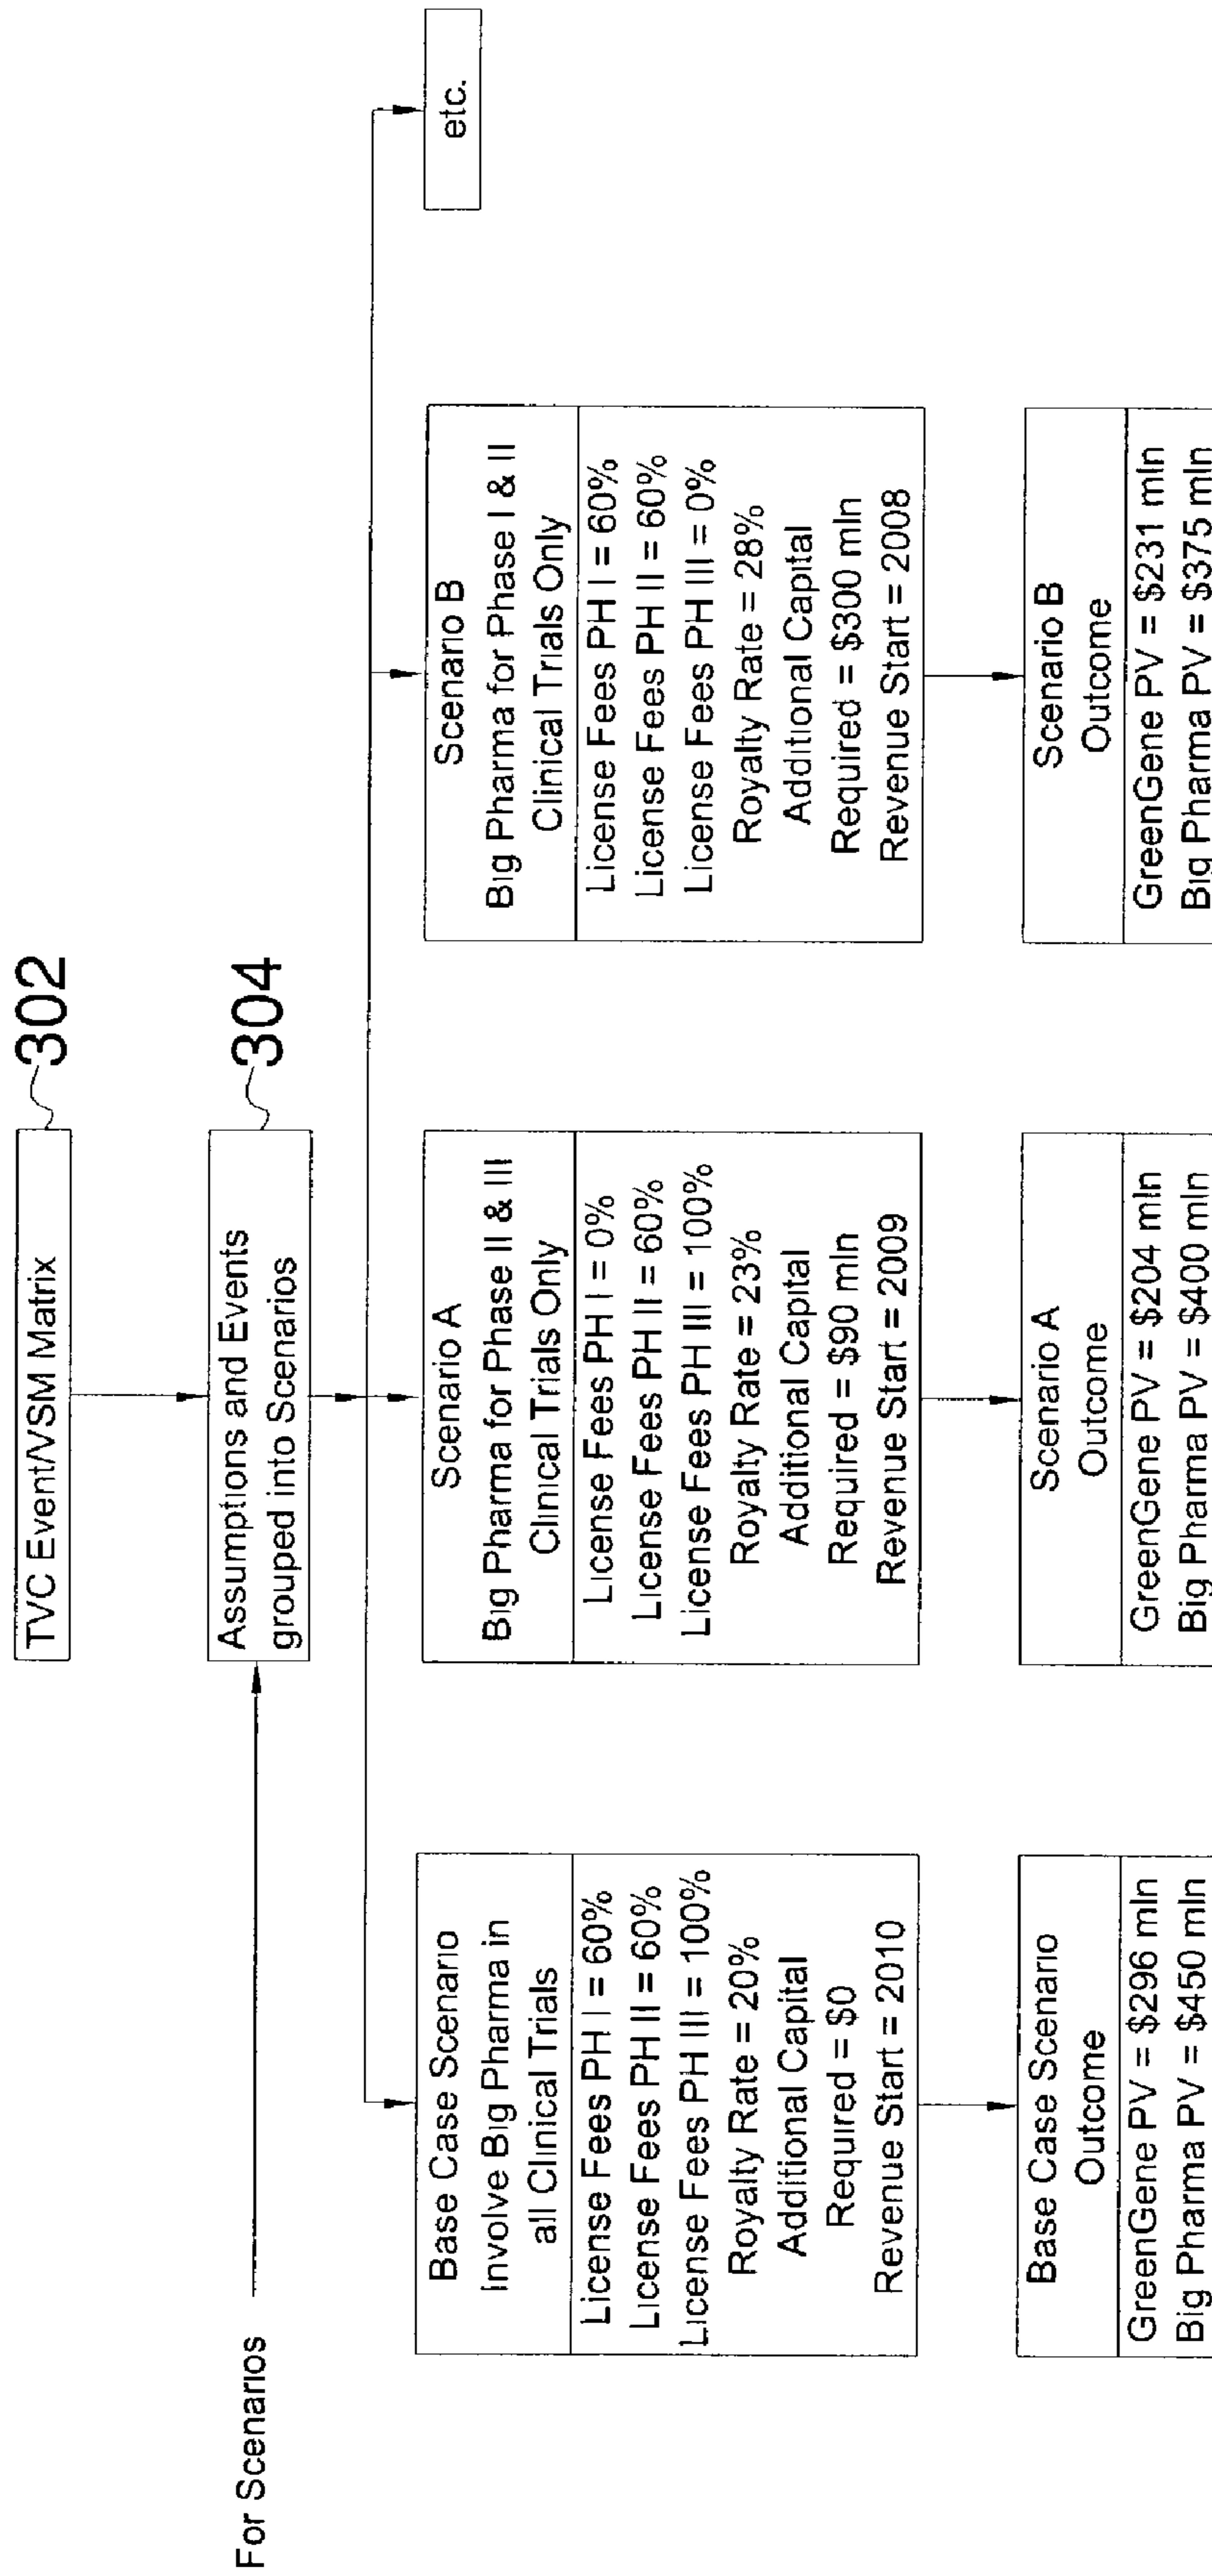 TVC Event/VSM Matrix
302
For Scenarios
Assumptions and Events
grouped into Scenarios
304
Base Case Scenario
Involve Big Pharma in
all Clinical Trials
License Fees PH I = 60%
License Fees PH II = 60%
License Fees PH III = 100%
Royalty Rate = 20%
Additional Capital
Required = $0
Revenue Start = 2010
Scenario A
Big Pharma for Phase II & III
Clinical Trials Only
License Fees PH I = 0%
License Fees PH II = 60%
License Fees PH III = 100%
Royalty Rate = 23%
Additional Capital
Required = $90 mln
Revenue Start = 2009
Scenario B
Big Pharma for Phase I & II
Clinical Trials Only
License Fees PH I = 60%
License Fees PH II = 60%
License Fees PH III = 0%
Royalty Rate = 28%
Additional Capital
Required = $300 mln
Revenue Start = 2008
etc.
Base Case Scenario
Outcome
GreenGene PV = $296 mln
Big Pharma PV = $450 mln
Scenario A
Outcome
GreenGene PV = $204 mln
Big Pharma PV = $400 mln
Scenario B
Outcome
GreenGene PV = $231 mln
Big Pharma PV = $375 mln